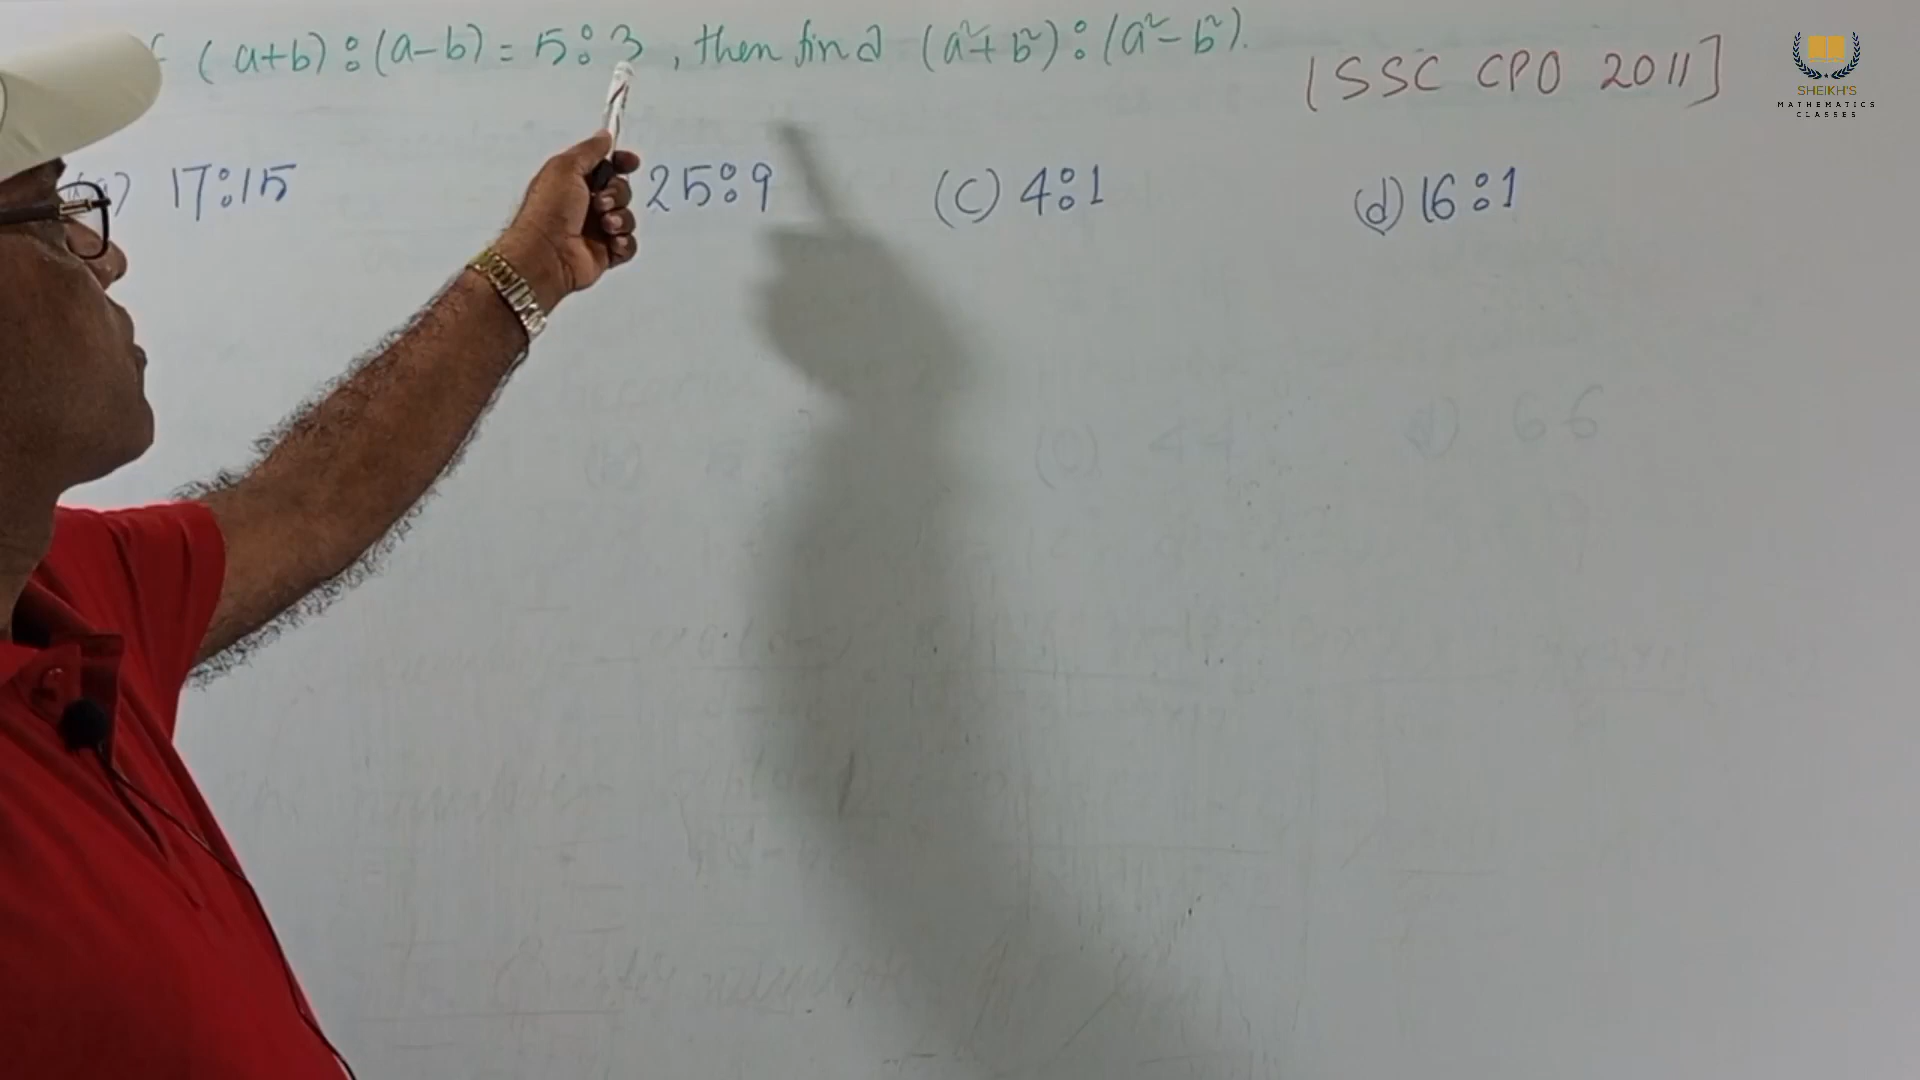 (a+b):(a-b) = 5:3, then find (a²+b²):(a²-b²).
[SSC CPO 2011]
17:15 25:9 (C) 4:1 (d) 16:1
SHEIKH'S
MATHEMATICS
CLASSES